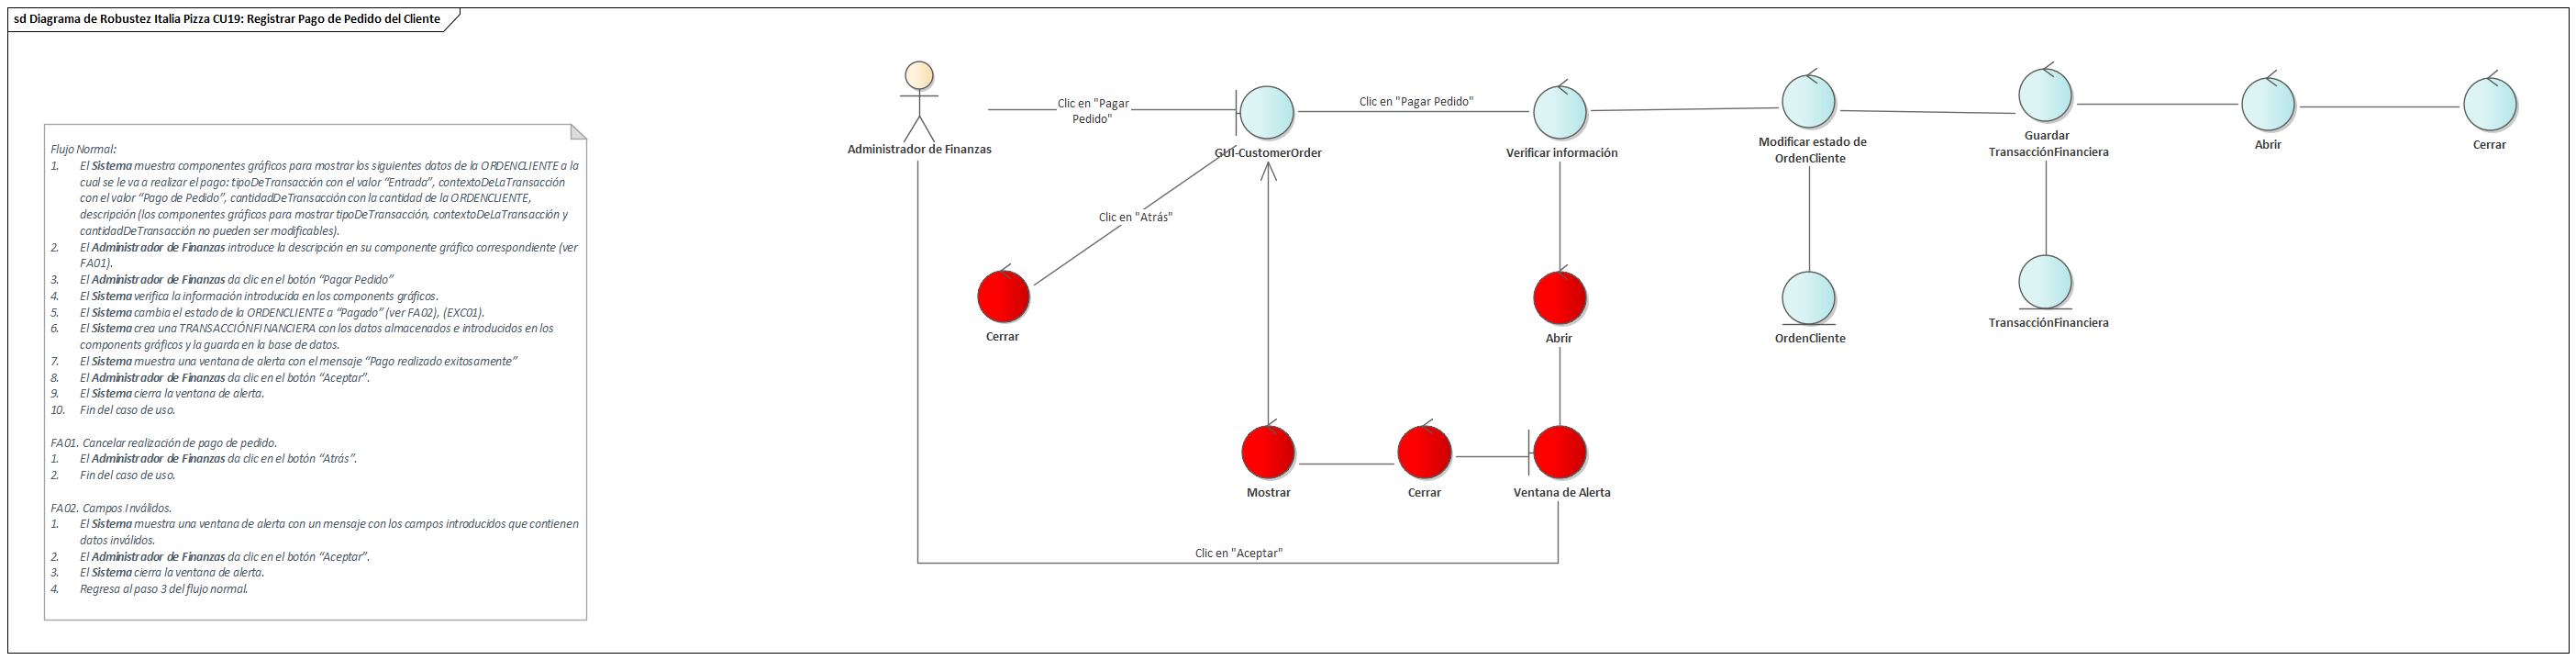 sd Diagrama de Robustez Italia Pizza CU19: Registrar Pago de Pedido del Cliente
Flujo Normal:
1. El Sistema muestra componentes gráficos para mostrar los siguientes datos de la ORDENCLIENTE a la
cual se le va a realizar el pago: tipoDeTransacción con el valor “Entrada”, contextoDeLaTransacción
con el valor “Pago de Pedido”, cantidadDeTransacción con la cantidad de la ORDENCLIENTE,
descripción (los componentes gráficos para mostrar tipoDeTransacción, contextoDeLaTransacción y
cantidadDeTransacción no pueden ser modificables).
2. El Administrador de Finanzas introduce la descripción en su componente gráfico correspondiente (ver
FA01).
3. El Administrador de Finanzas da clic en el botón “Pagar Pedido”
4. El Sistema verifica la información introducida en los components gráficos.
5. El Sistema cambia el estado de la ORDENCLIENTE a “Pagado” (ver FA02), (EXC01).
6. El Sistema crea una TRANSACCIÓNFINANCIERA con los datos almacenados e introducidos en los
components gráficos y la guarda en la base de datos.
7. El Sistema muestra una ventana de alerta con el mensaje “Pago realizado exitosamente”
8. El Administrador de Finanzas da clic en el botón “Aceptar”.
9. El Sistema cierra la ventana de alerta.
10. Fin del caso de uso.
FA01. Cancelar realización de pago de pedido.
1. El Administrador de Finanzas da clic en el botón “Atrás”.
2. Fin del caso de uso.
FA02. Campos Inválidos.
1. El Sistema muestra una ventana de alerta con un mensaje con los campos introducidos que contienen
datos inválidos.
2. El Administrador de Finanzas da clic en el botón “Aceptar”.
3. El Sistema cierra la ventana de alerta.
4. Regresa al paso 3 del flujo normal.
Administrador de Finanzas
Clic en "Pagar
Pedido"
GUI-CustomerOrder
Clic en "Pagar Pedido"
Verificar información
Modificar estado de
OrdenCliente
Guardar
TransacciónFinanciera
Abrir
Cerrar
Clic en "Atrás"
Cerrar
Abrir
OrdenCliente
TransacciónFinanciera
Mostrar
Cerrar
Ventana de Alerta
Clic en "Aceptar"